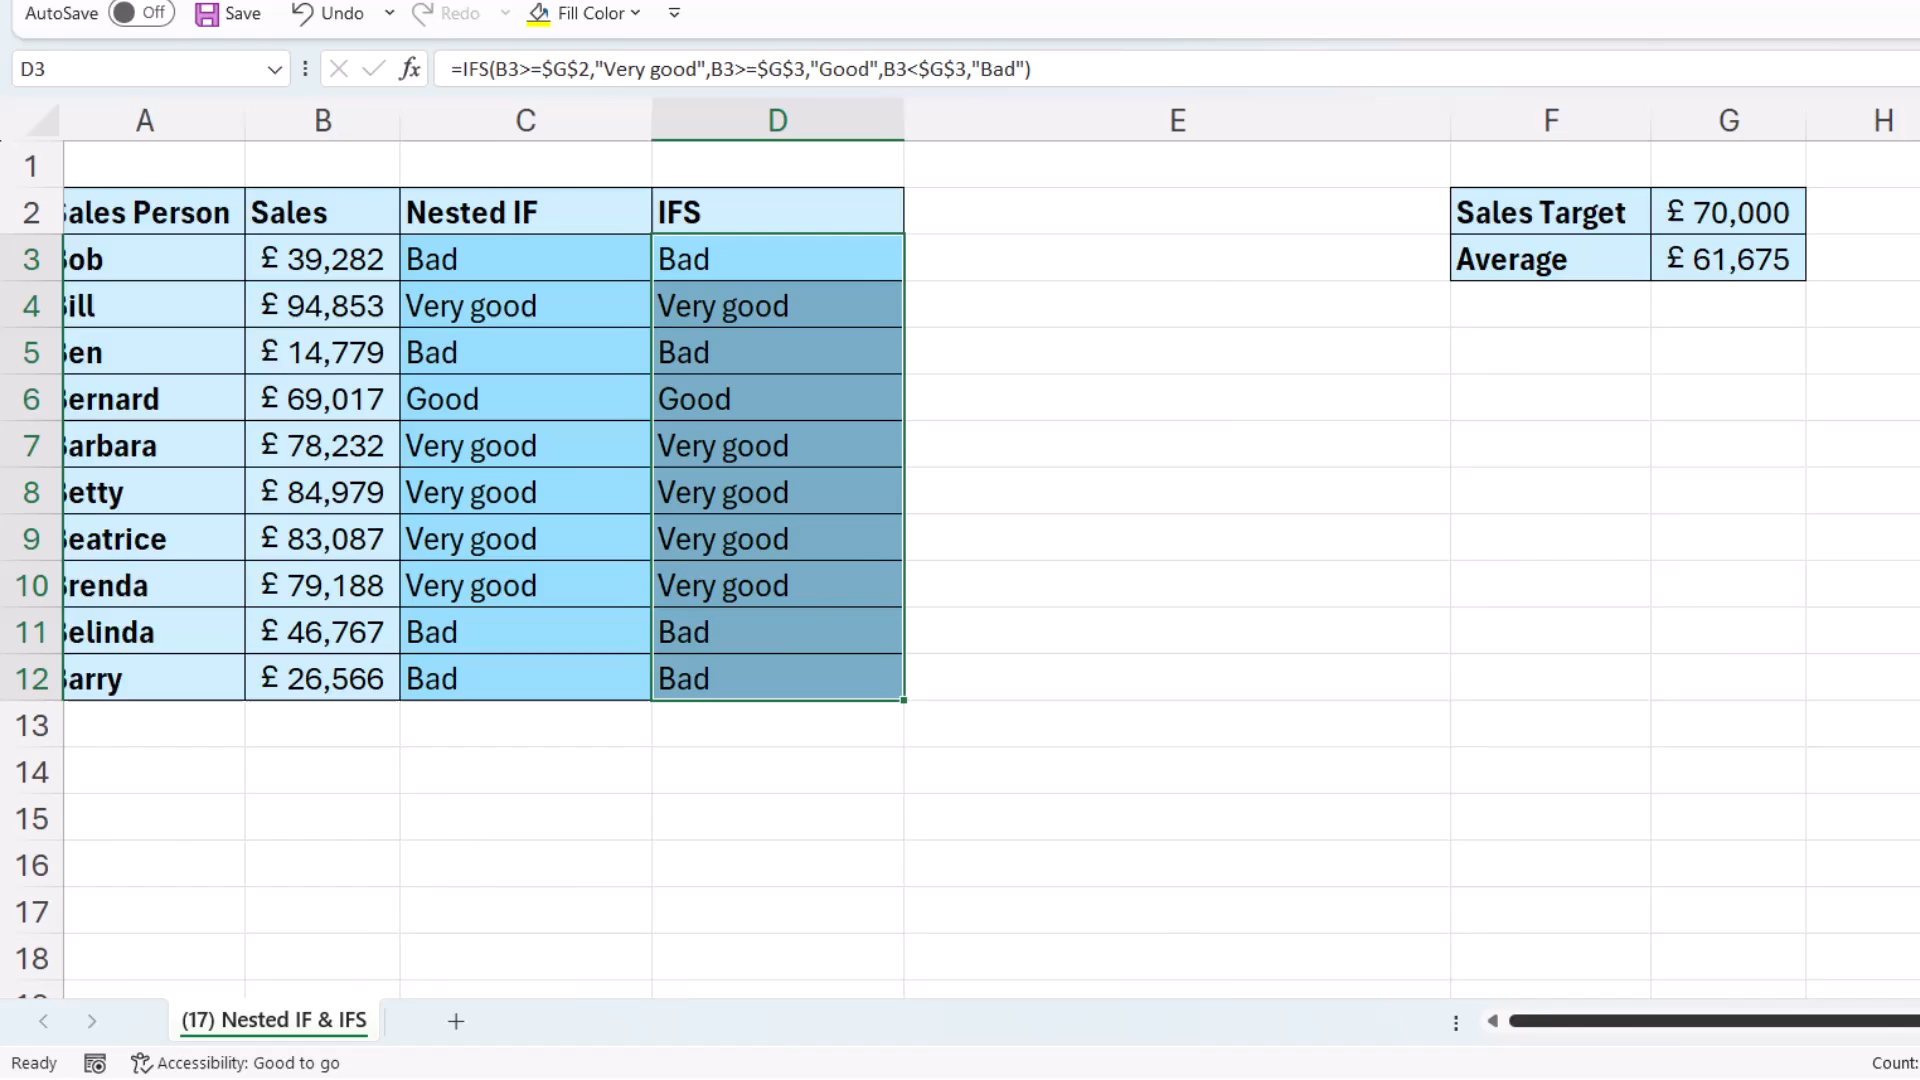 AutoSave Off Save Undo Redo Fill Color
D3 fx =IFS(B3>=$G$2,"Very good",B3>=$G$3,"Good",B3<$G$3,"Bad")
A B C D E F G H
1
2 ales Person Sales Nested IF IFS Sales Target £ 70,000
3 ob £ 39,282 Bad Bad Average £ 61,675
4 ill £ 94,853 Very good Very good
5 en £ 14,779 Bad Bad
6 ernard £ 69,017 Good Good
7 arbara £ 78,232 Very good Very good
8 etty £ 84,979 Very good Very good
9 eatrice £ 83,087 Very good Very good
10 renda £ 79,188 Very good Very good
11 elinda £ 46,767 Bad Bad
12 arry £ 26,566 Bad Bad
13
14
15
16
17
18
(17) Nested IF & IFS
Ready Accessibility: Good to go Count: